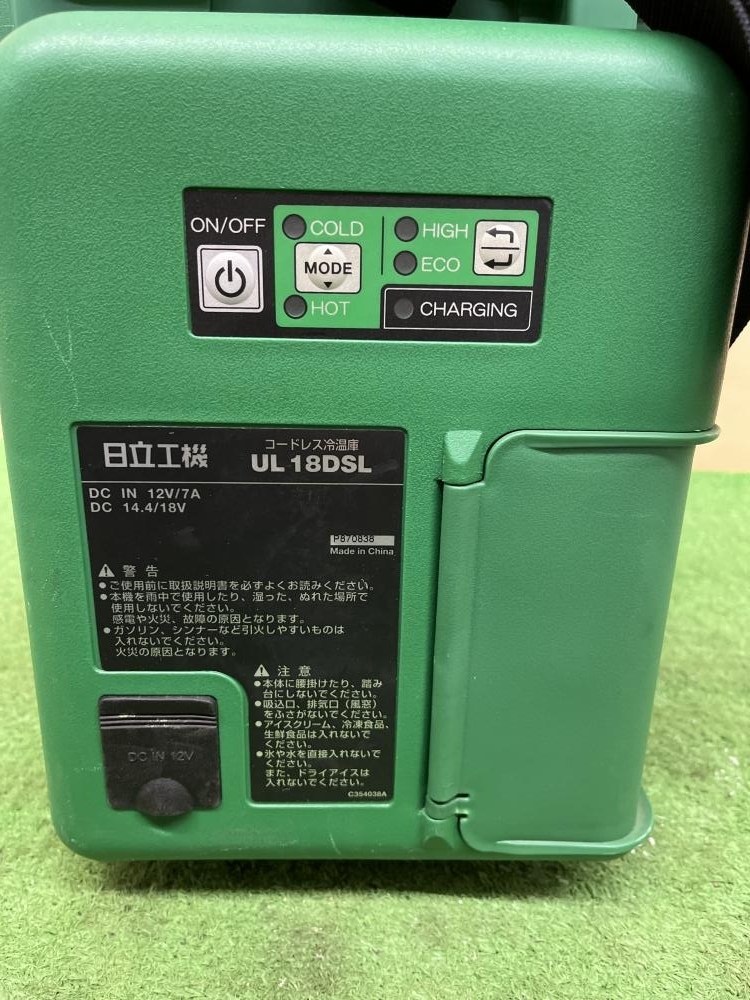 ON/OFF
COLD
MODE
HOT
HIGH
ECO
CHARGING
日立工機
コードレス冷温庫
UL 18DSL
DC IN 12V/7A
DC 14.4/18V
P870838
Made in China
警告
●ご使用前に取扱説明書を必ずよくお読みください。
●本機を雨中で使用したり、湿った、ぬれた場所で
使用しないでください。
感電や火災、故障の原因となります。
●ガソリン、シンナーなど引火しやすいものは
入れないでください。
火災の原因となります。
注意
●本体に腰掛けたり、踏み
台にしないでください。
●吸込口、排気口（風窓）
をふさがないでください。
●アイスクリーム、冷凍食品、
生鮮食品は入れないで
ください。
●氷や水を直接入れないで
ください。
また、ドライアイスは
入れないでください。
C354038A
DC IN 12V